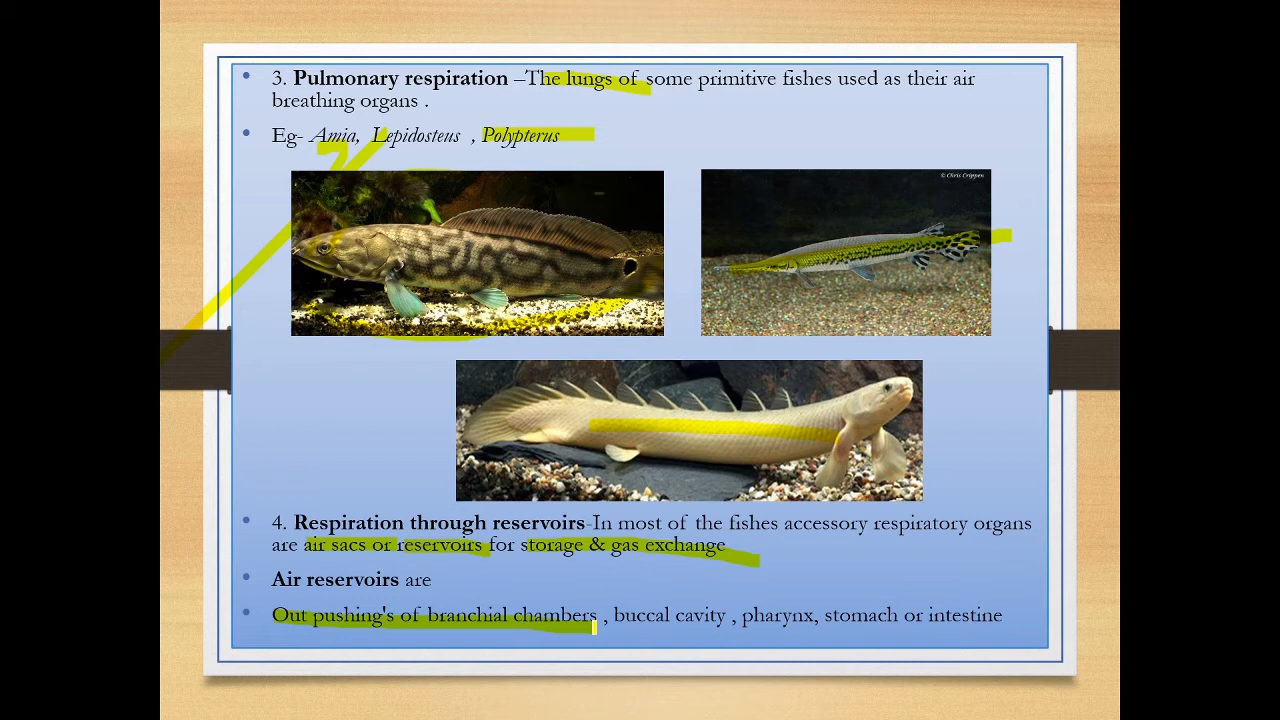 • 3. Pulmonary respiration –The lungs of some primitive fishes used as their air
breathing organs .
• Eg- Amia, Lepidosteus , Polypterus
© Chris Crippen
• 4. Respiration through reservoirs-In most of the fishes accessory respiratory organs
are air sacs or reservoirs for storage & gas exchange
• Air reservoirs are
• Out pushing's of branchial chambers , buccal cavity , pharynx, stomach or intestine